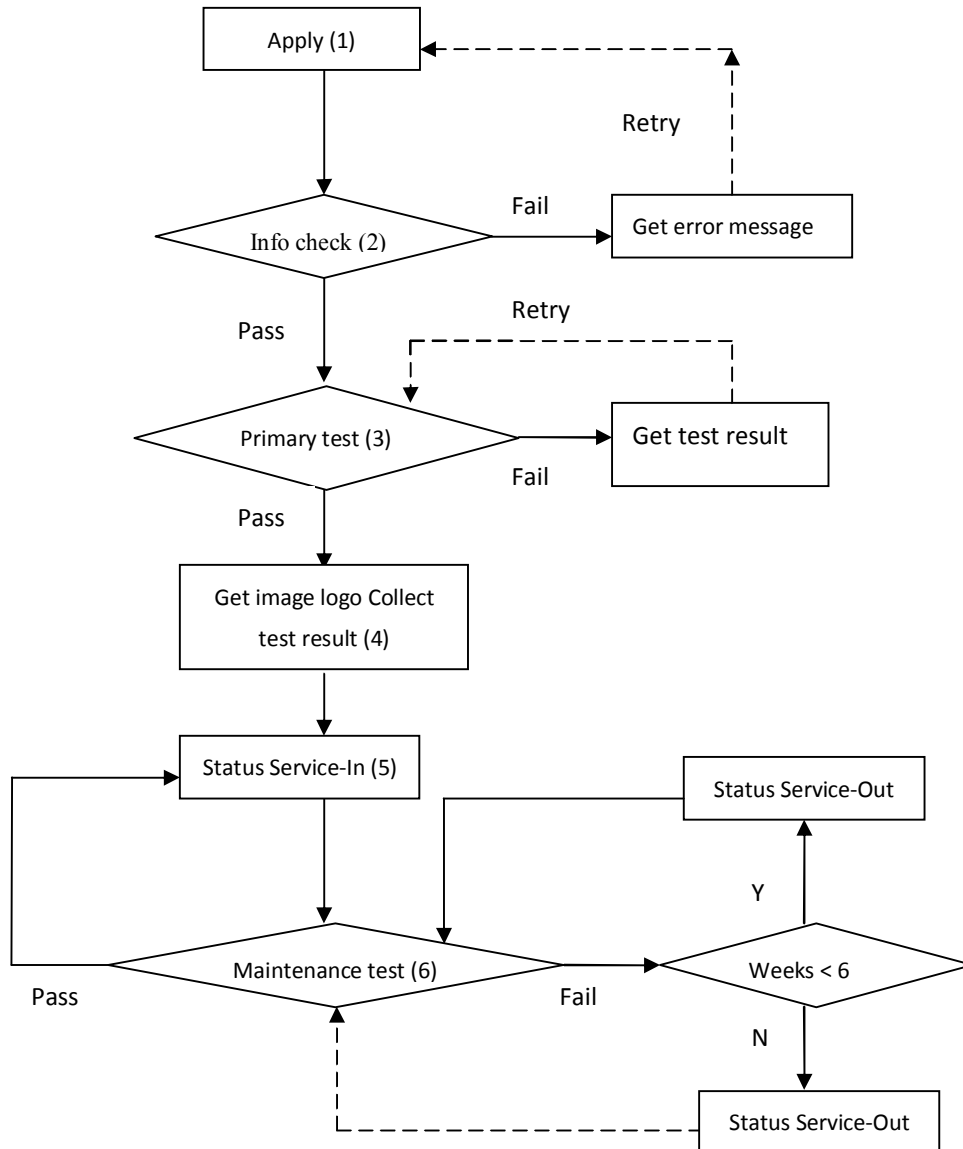 Apply (1)
Retry
Fail
Get error message
Info check (2)
Pass
Retry
Primary test (3)
Get test result
Fail
Pass
Get image logo Collect
test result (4)
Status Service-In (5)
Status Service-Out
Y
Maintenance test (6)
Weeks < 6
Pass
Fail
N
Status Service-Out